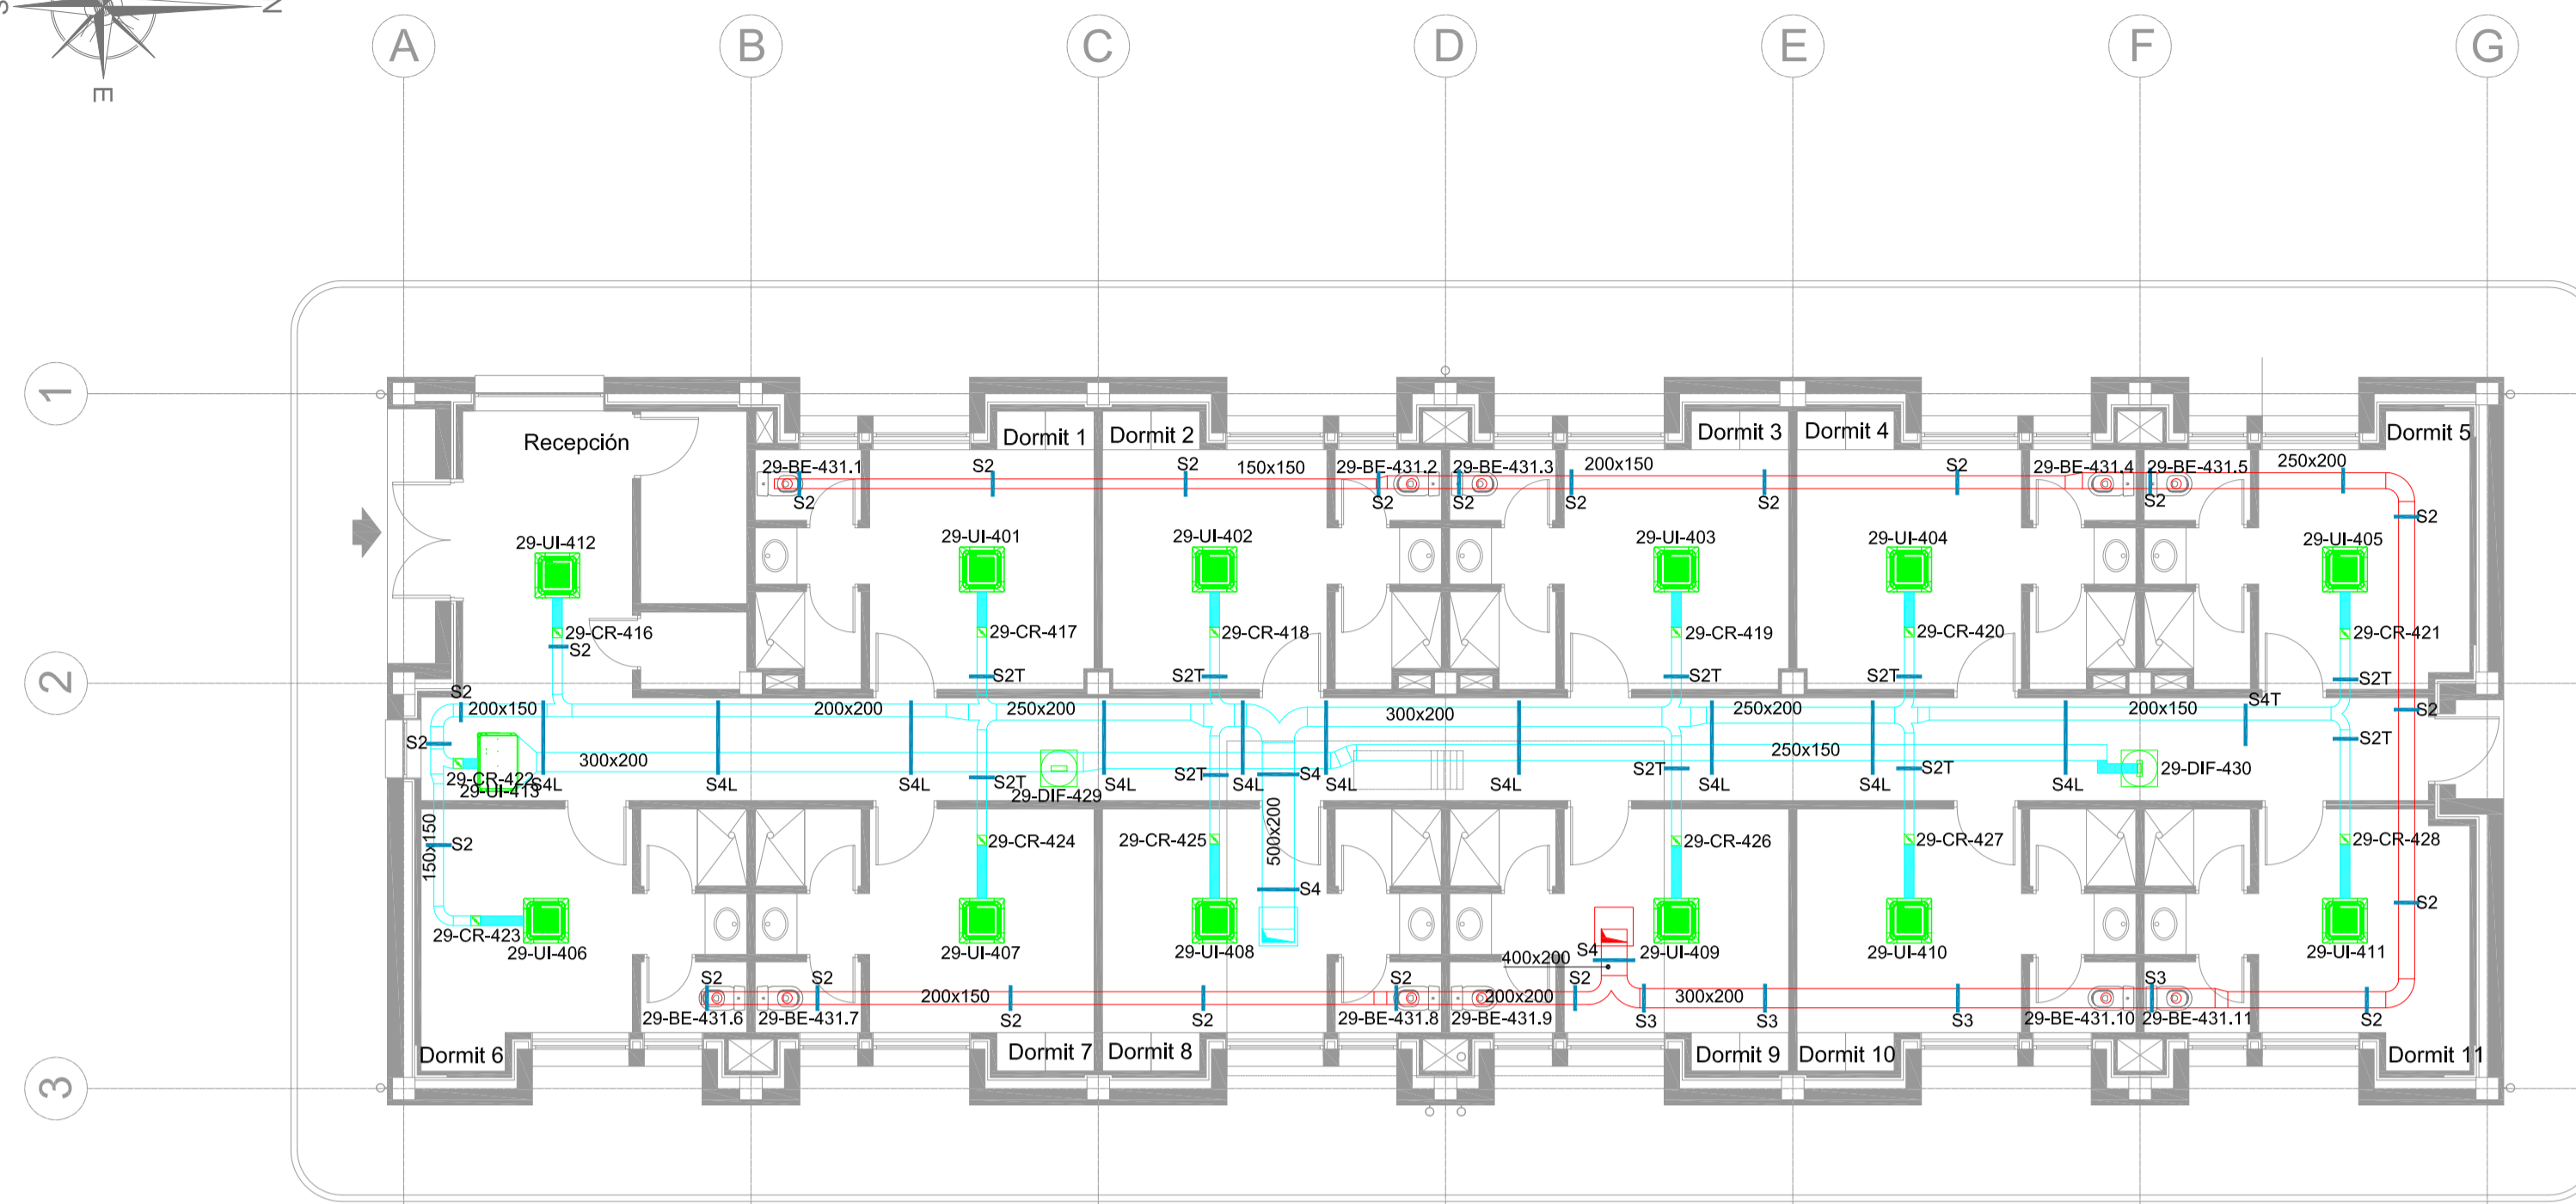 S
N
E
A
B
C
D
E
F
G
1
2
3
Recepción
Dormit 1
Dormit 2
Dormit 3
Dormit 4
Dormit 5
29-BE-431.1
S2
S2
150x150
29-BE-431.2
29-BE-431.3
200x150
S2
29-BE-431.4
29-BE-431.5
250x200
S2
S2
S2
S2
S2
S2
S2
29-UI-412
29-UI-401
29-UI-402
29-UI-403
29-UI-404
29-UI-405
29-CR-416
29-CR-417
29-CR-418
29-CR-419
29-CR-420
29-CR-421
S2
S2T
S2T
S2T
S2T
S2T
S2
200x150
200x200
250x200
300x200
250x200
200x150
S4T
S2
S2
300x200
250x150
S2T
29-CR-422
29-UI-413
S4L
S4L
S4L
S2T
29-DIF-429
S4L
S2T
S4L
S4
S4L
S4L
S2T
S4L
S2T
S4L
S4L
29-DIF-430
150x150
S2
29-CR-424
29-CR-425
500x200
29-CR-426
29-CR-427
29-CR-428
S4
S2
29-CR-423
29-UI-406
29-UI-407
29-UI-408
S4
400x200
29-UI-409
29-UI-410
29-UI-411
S2
S2
200x150
S2
200x200
S2
300x200
S3
29-BE-431.6
29-BE-431.7
S2
S2
29-BE-431.8
29-BE-431.9
S3
S3
S3
29-BE-431.10
29-BE-431.11
S2
Dormit 6
Dormit 7
Dormit 8
Dormit 9
Dormit 10
Dormit 11